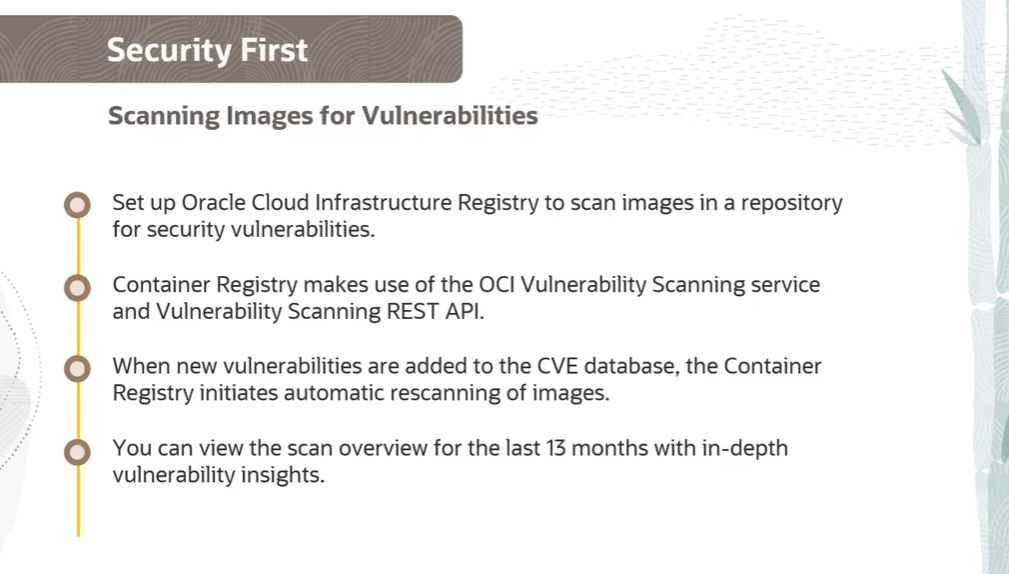 Security First
Scanning Images for Vulnerabilities
Set up Oracle Cloud Infrastructure Registry to scan images in a repository
for security vulnerabilities.
Container Registry makes use of the OCI Vulnerability Scanning service
and Vulnerability Scanning REST API.
When new vulnerabilities are added to the CVE database, the Container
Registry initiates automatic rescanning of images.
You can view the scan overview for the last 13 months with in-depth
vulnerability insights.